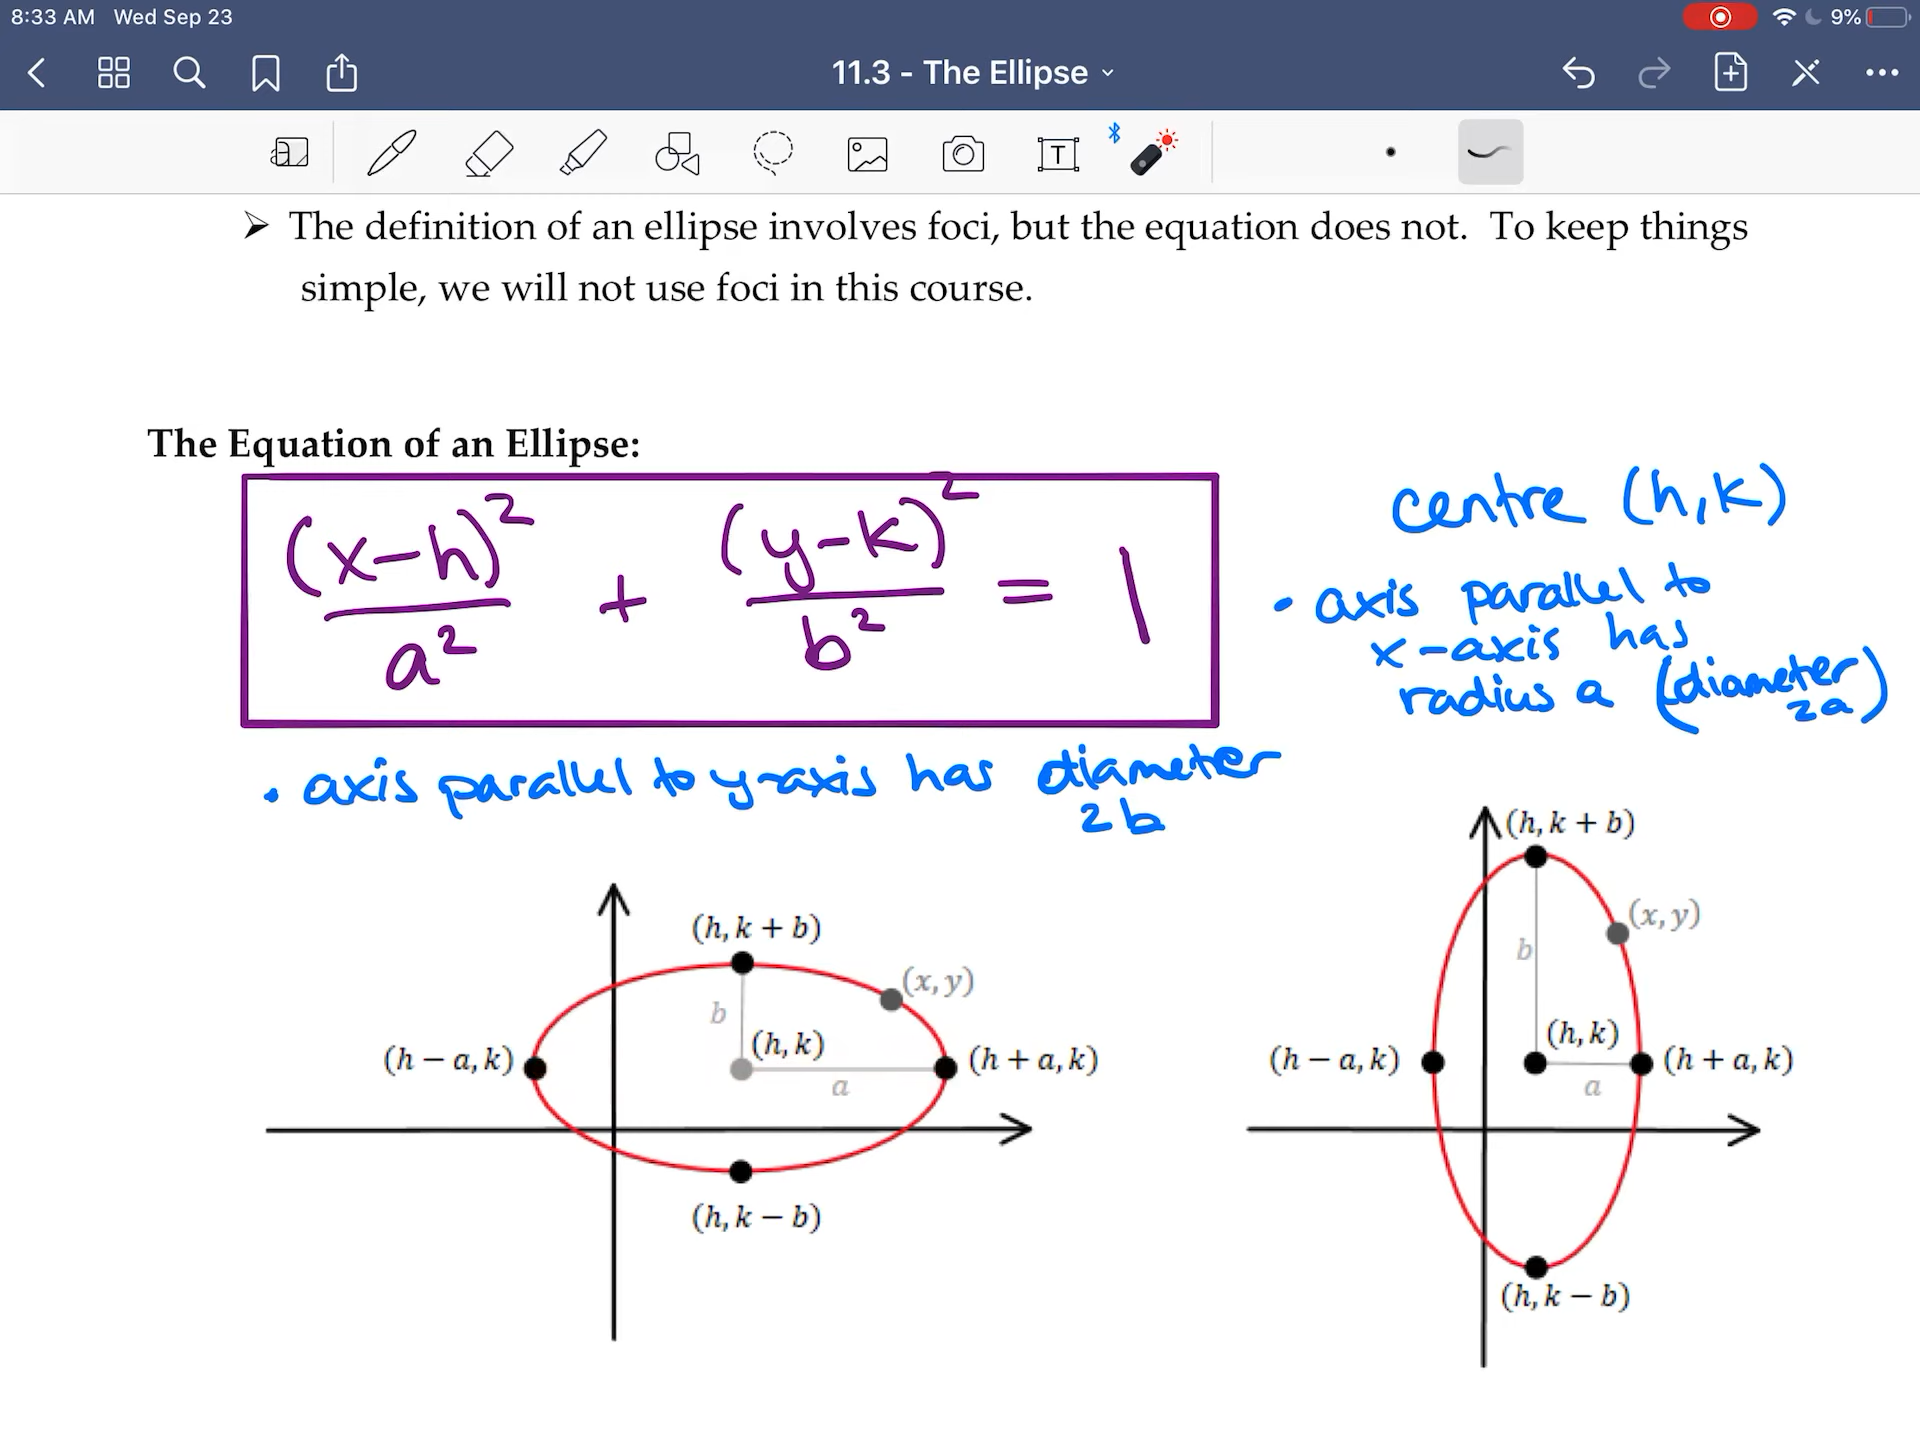 8:33 AM Wed Sep 23
9%
11.3 - The Ellipse
a
T
➢ The definition of an ellipse involves foci, but the equation does not. To keep things
simple, we will not use foci in this course.
The Equation of an Ellipse:
(x-h)²/a² + (y-k)²/b² = 1
centre (h,k)
• axis parallel to
x-axis has
radius a (diameter
2a)
• axis parallel to y-axis has diameter
2b
(h, k + b)
(x, y)
b
(h, k)
(h − a, k)
(h + a, k)
a
(h, k − b)
(h, k + b)
(x, y)
b
(h, k)
(h − a, k)
(h + a, k)
a
(h, k − b)